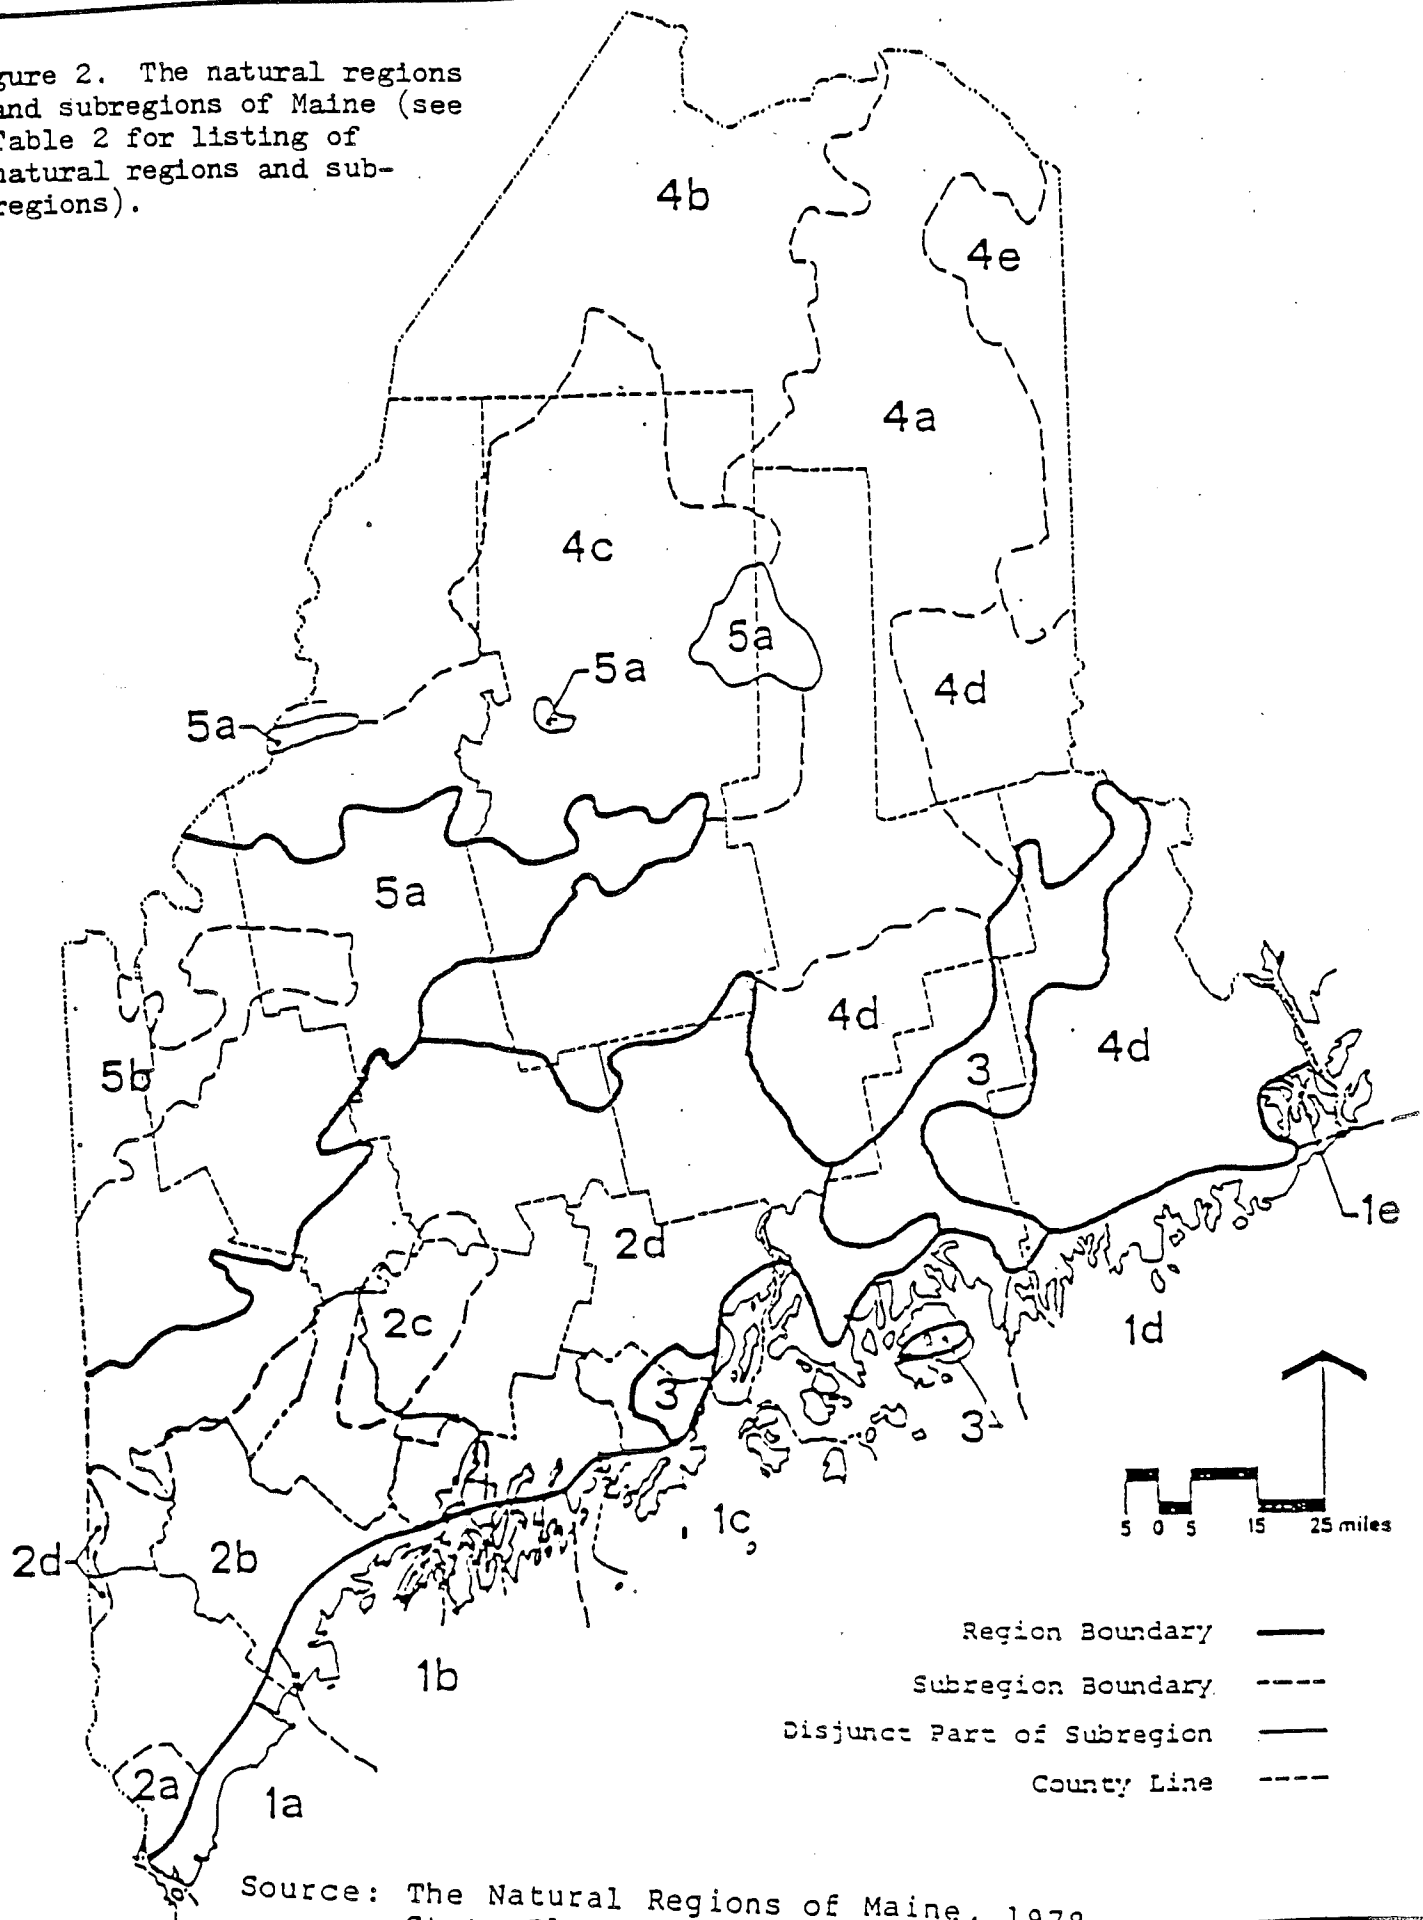 gure 2. The natural regions
and subregions of Maine (see
Table 2 for listing of
natural regions and sub-
regions).
4b
4e
4a
4c
5a
5a
4d
5a
5a
4d
4d
5b
3
1e
2d
2c
1d
3
3
1c
5 0 5 15 25 miles
2d
2b
Region Boundary
1b
Subregion Boundary
Disjunct Part of Subregion
2a
County Line
1a
Source: The Natural Regions of Maine, 1978